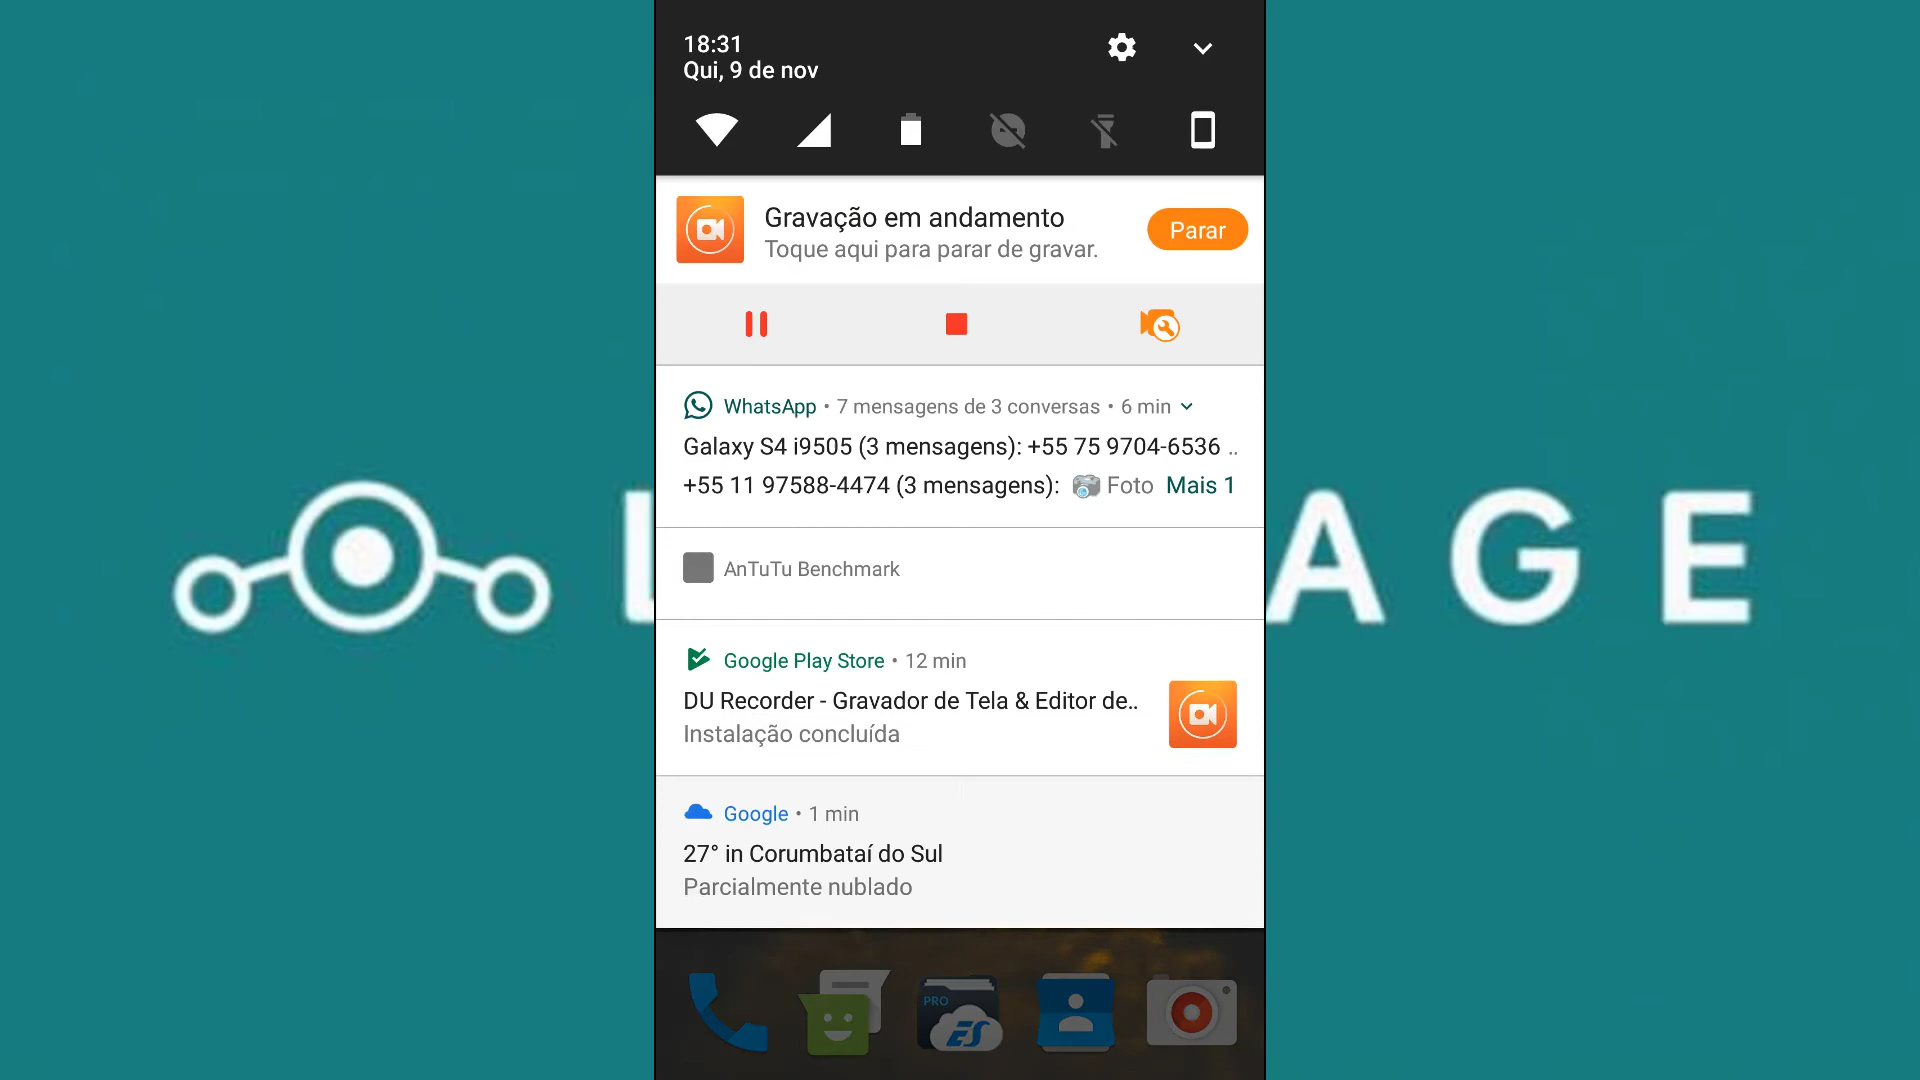 18:31
Qui, 9 de nov
Gravação em andamento
Toque aqui para parar de gravar.
Parar
WhatsApp • 7 mensagens de 3 conversas • 6 min
Galaxy S4 i9505 (3 mensagens): +55 75 9704-6536 ..
+55 11 97588-4474 (3 mensagens): Foto Mais 1
AnTuTu Benchmark
Google Play Store • 12 min
DU Recorder - Gravador de Tela & Editor de..
Instalação concluída
Google • 1 min
27° in Corumbataí do Sul
Parcialmente nublado
PRO
ES
L AGE